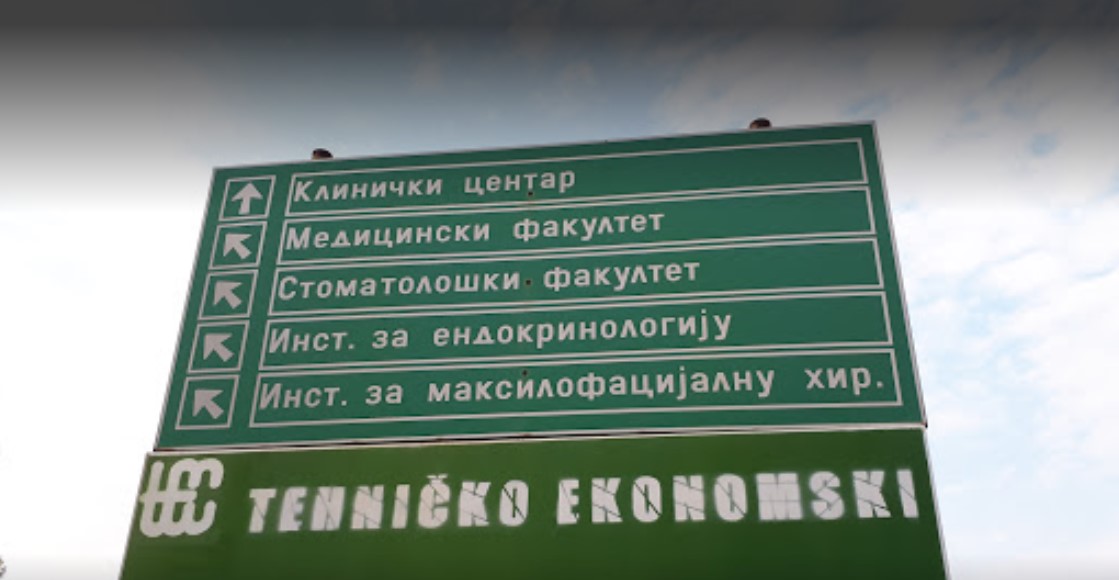 Клинички центар
Медицински факултет
Стоматолошки факултет
Инст. за ендокринологију
Инст. за максилофацијалну хир.
TEHNIČKO EKONOMSKI